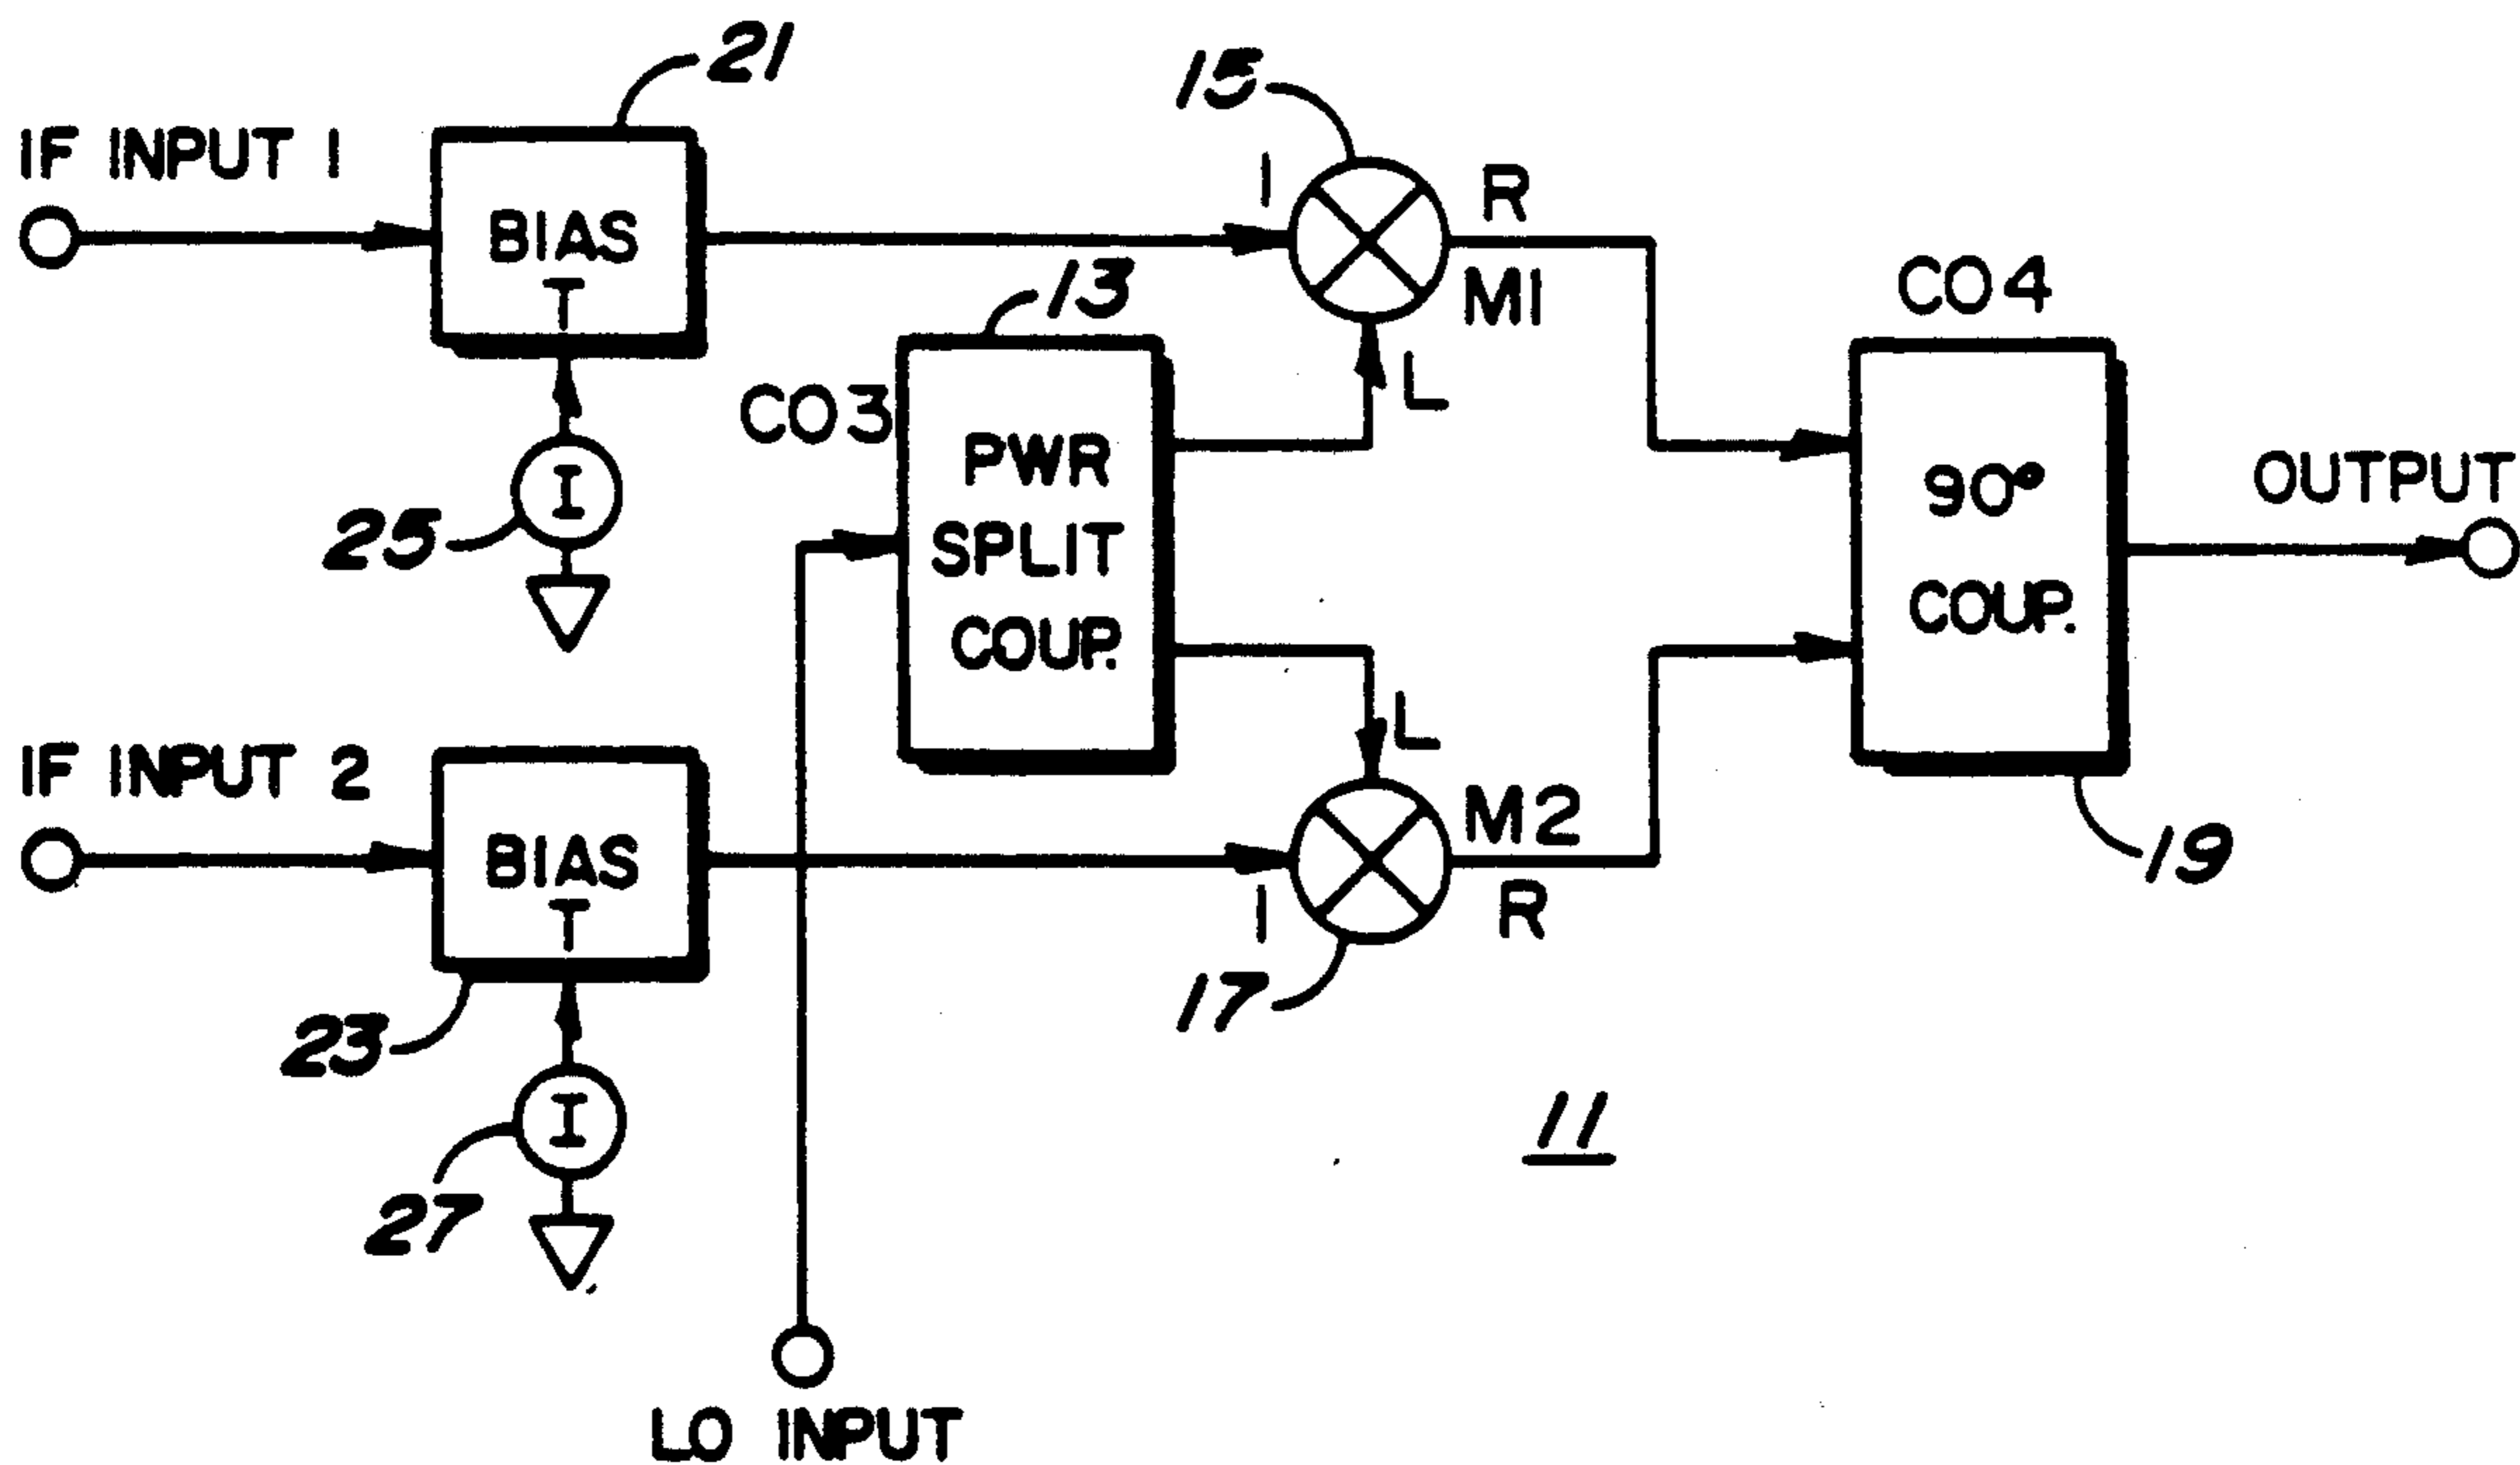 21
15
IF INPUT 1
I
R
BIAS
T
13
M1
CO4
CO3
L
PWR
SPLIT
COUP.
I
25
90°
COUP.
OUTPUT
L
IF INPUT 2
M2
BIAS
T
I
R
19
17
23
I
27
11
LO INPUT